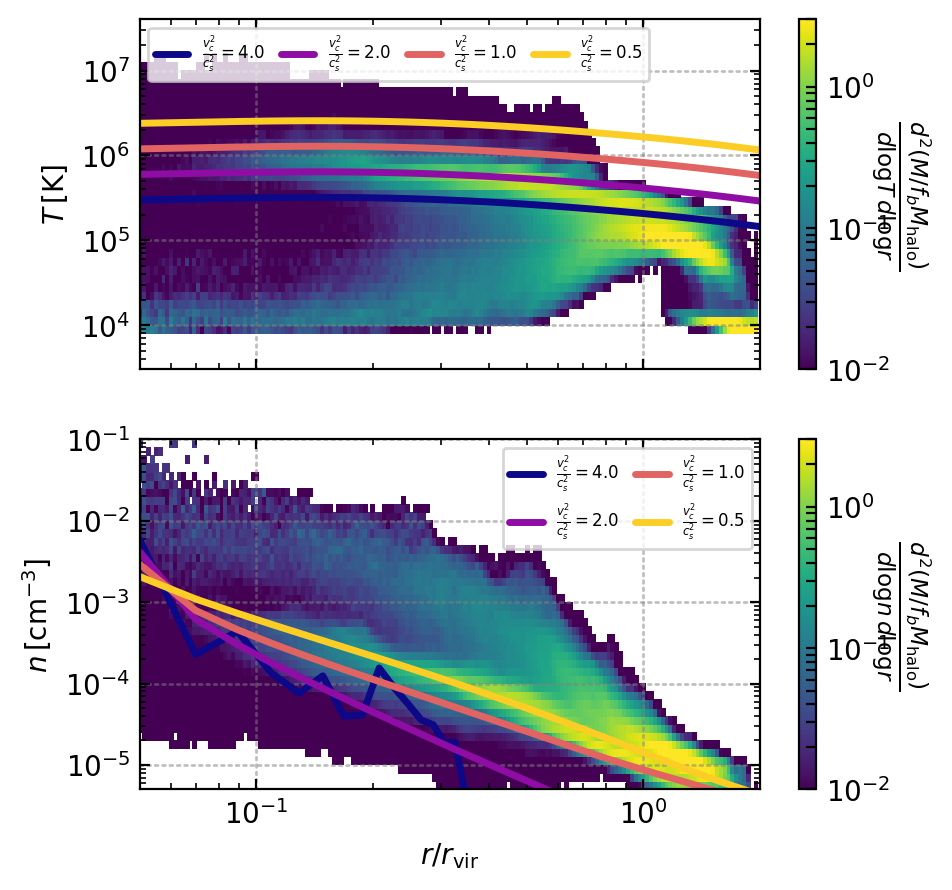 v_c^2/c_s^2 = 4.0 v_c^2/c_s^2 = 2.0 v_c^2/c_s^2 = 1.0 v_c^2/c_s^2 = 0.5
10^7
10^6
10^5
10^4
T [K]
10^0
10^-1
10^-2
d^2(M/f_b M_halo)
dlogT dlogr
v_c^2/c_s^2 = 4.0 v_c^2/c_s^2 = 1.0
v_c^2/c_s^2 = 2.0 v_c^2/c_s^2 = 0.5
10^-1
10^-2
10^-3
10^-4
10^-5
n [cm^-3]
10^-1 10^0
r/r_vir
10^0
10^-1
10^-2
d^2(M/f_b M_halo)
dlogn dlogr